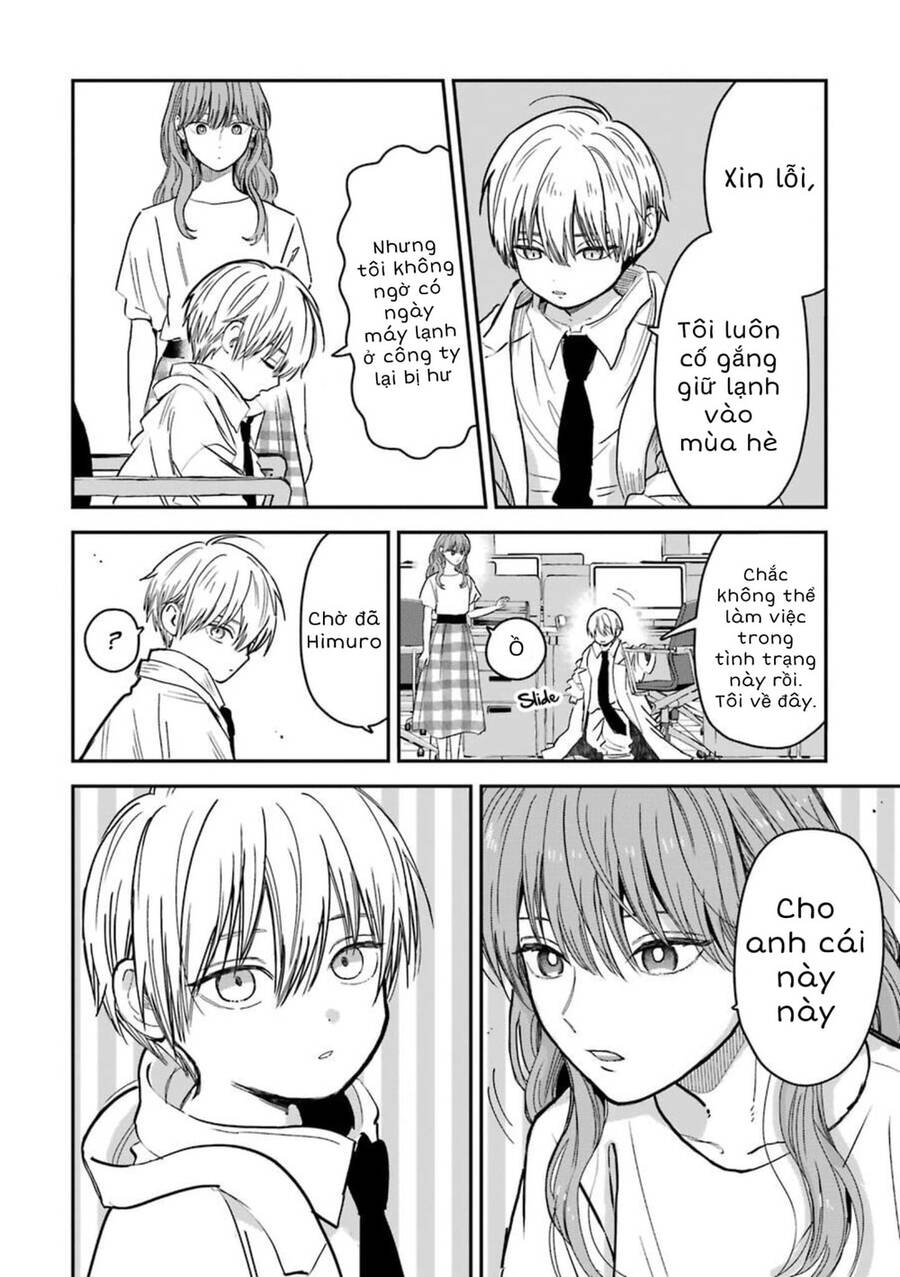 Xin lỗi,
Tôi luôn
cố gắng
giữ lạnh
vào
mùa hè
Nhưng
tôi không
ngờ có
ngày
máy lạnh
ở công ty
lại bị hư
Chắc
không thể
làm việc
trong
tình trạng
này rồi.
Tôi về đây.
Ồ
Slide
Chờ đã
Himuro
?
Cho
anh cái
này
này